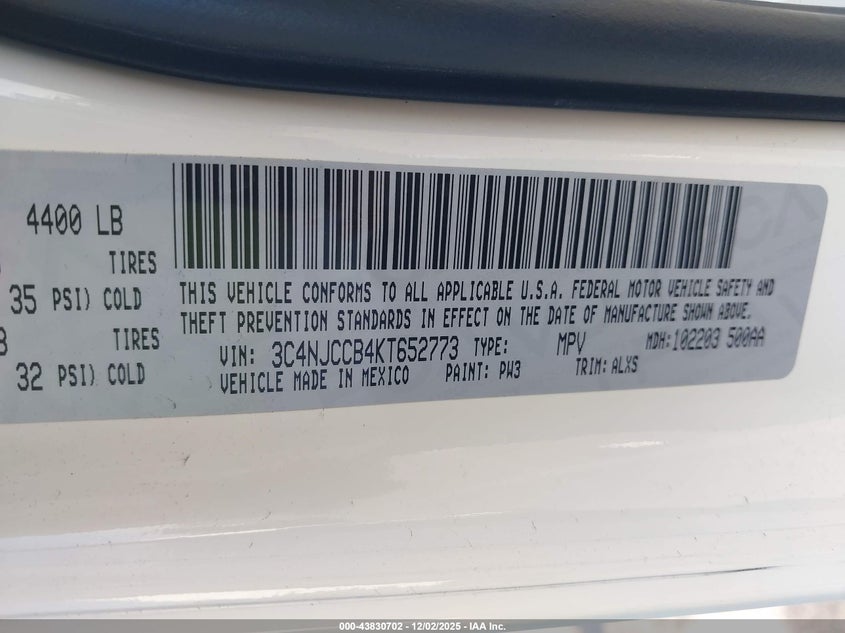 4400 LB
TIRES
35 PSI) COLD
TIRES
32 PSI) COLD
THIS VEHICLE CONFORMS TO ALL APPLICABLE U.S.A. FEDERAL MOTOR VEHICLE SAFETY AND
THEFT PREVENTION STANDARDS IN EFFECT ON THE DATE OF MANUFACTURE SHOWN ABOVE.
VIN: 3C4NJCCB4KT652773 TYPE: MPV MDH:102203 500AA
VEHICLE MADE IN MEXICO PAINT: PW3 TRIM: ALXS
000-43830702 - 12/02/2025 - IAA Inc.